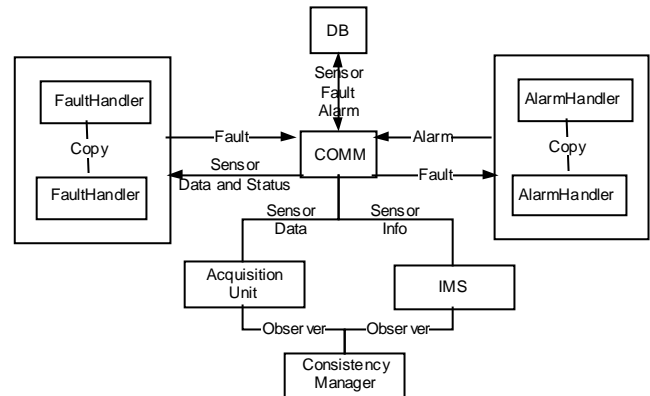 DB
Sensor
Fault
Alarm
FaultHandler
Copy
FaultHandler
AlarmHandler
Copy
AlarmHandler
Fault
COMM
Alarm
Sensor
Data and Status
Fault
Sensor
Data
Sensor
Info
Acquisition
Unit
IMS
Observer
Observer
Consistency
Manager